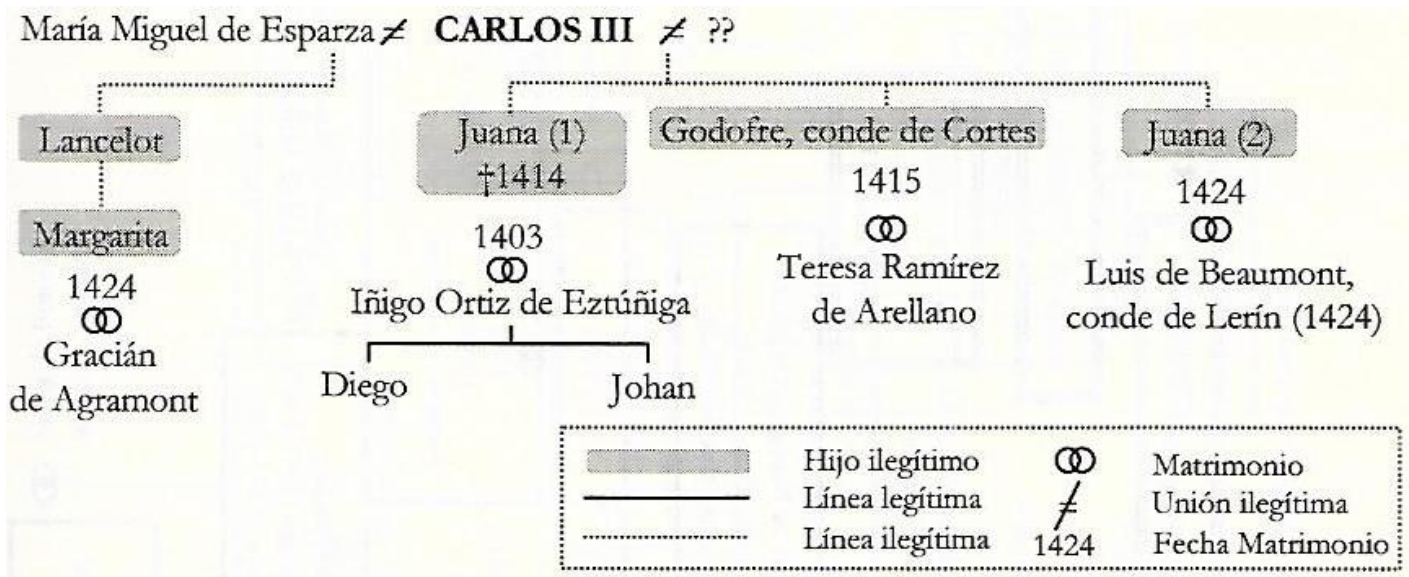 María Miguel de Esparza ≠ CARLOS III ≠ ??
Lancelot
Juana (1)
†1414
Godofre, conde de Cortes
Juana (2)
Margarita
1424
Gracián
de Agramont
1403
Iñigo Ortiz de Eztúñiga
Diego
Johan
1415
Teresa Ramírez
de Arellano
1424
Luis de Beaumont,
conde de Lerín (1424)
Hijo ilegítimo
Matrimonio
Línea legítima
≠ Unión ilegítima
Línea ilegítima
1424 Fecha Matrimonio